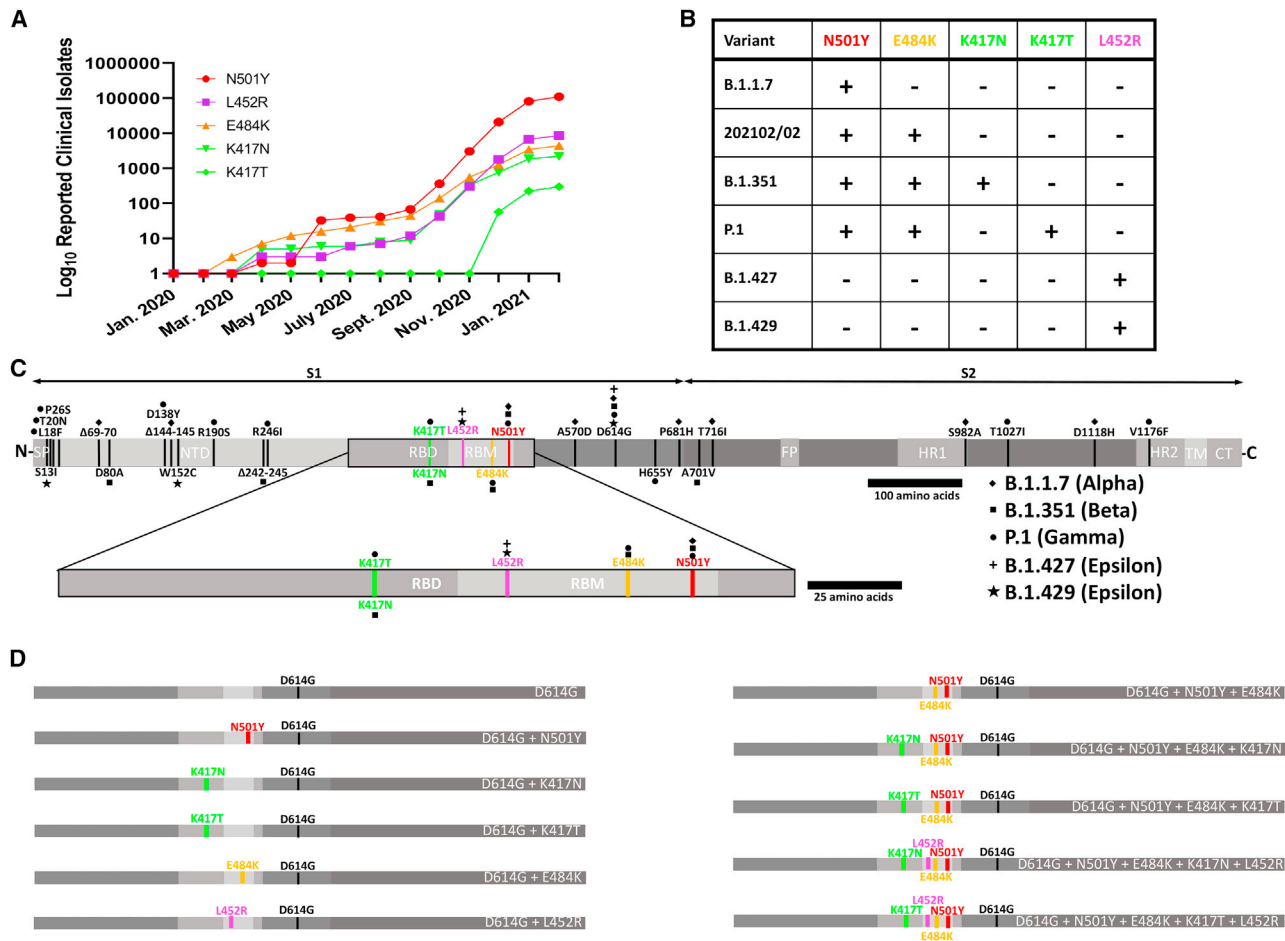 A
Log10 Reported Clinical Isolates
1000000
100000
10000
1000
100
10
1
N501Y
L452R
E484K
K417N
K417T
Jan. 2020
Mar. 2020
May 2020
July 2020
Sept. 2020
Nov. 2020
Jan. 2021
B
Variant N501Y E484K K417N K417T L452R
B.1.1.7 + - - - -
202102/02 + + - - -
B.1.351 + + + - -
P.1 + + - + -
B.1.427 - - - - +
B.1.429 - - - - +
C
S1 S2
P26S
T20N
L18F
Δ69-70
D138Y
Δ144-145
R190S
R246I
K417T
L452R
N501Y
A570D
D614G
P681H
T716I
S982A
T1027I
D1118H
V1176F
N- SP NTD RBD RBM FP HR1 HR2 TM CT -C
S13I
D80A
W152C
Δ242-245
K417N
E484K
H655Y
A701V
100 amino acids
B.1.1.7 (Alpha)
B.1.351 (Beta)
P.1 (Gamma)
+ B.1.427 (Epsilon)
★ B.1.429 (Epsilon)
K417T L452R E484K N501Y
RBD RBM
K417N
25 amino acids
D
D614G
D614G
N501Y D614G
D614G + N501Y
K417N D614G
D614G + K417N
K417T D614G
D614G + K417T
E484K D614G
D614G + E484K
L452R D614G
D614G + L452R
N501Y D614G
D614G + N501Y + E484K
E484K
K417N N501Y D614G
D614G + N501Y + E484K + K417N
E484K
K417T N501Y D614G
D614G + N501Y + E484K + K417T
E484K
L452R
K417N N501Y D614G
D614G + N501Y + E484K + K417N + L452R
E484K
L452R
K417T N501Y D614G
D614G + N501Y + E484K + K417T + L452R
E484K